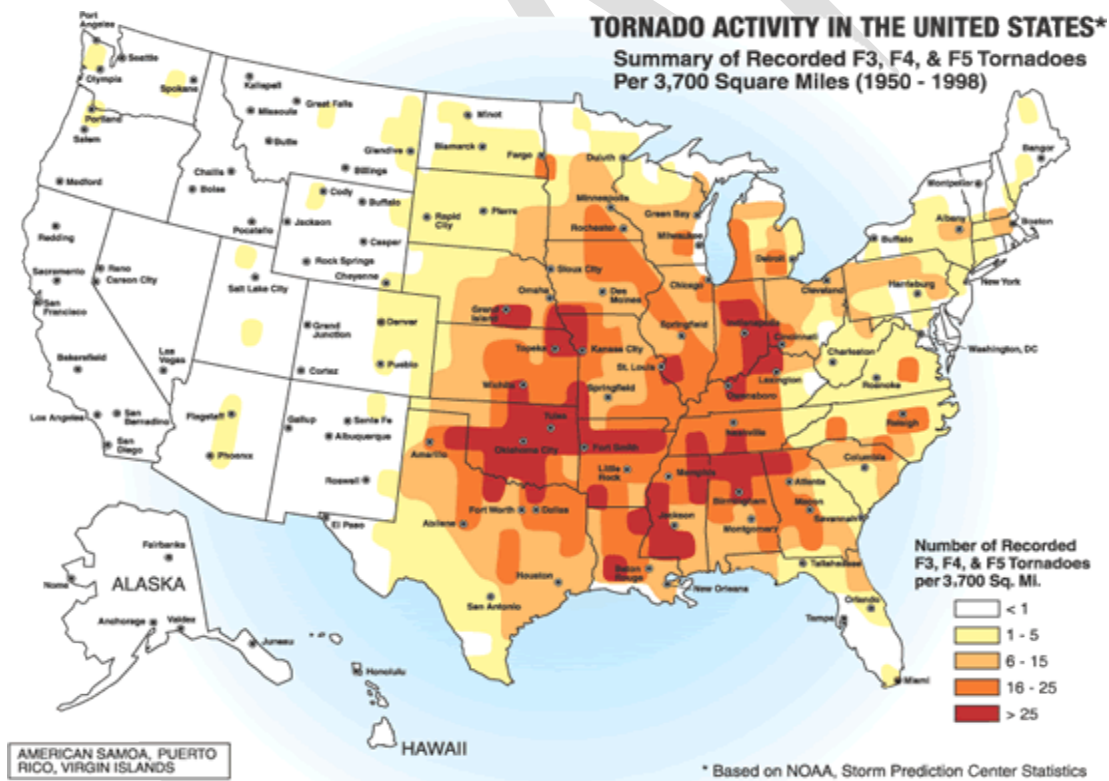 TORNADO ACTIVITY IN THE UNITED STATES*
Summary of Recorded F3, F4, & F5 Tornadoes
Per 3,700 Square Miles (1950 - 1998)
Port
Angeles
Seattle
Olympia
Spokane
Portland
Salem
Medford
Kalispell
Missoula
Great Falls
Butte
Glendive
Billings
Challis
Boise
Pocatello
Cody
Buffalo
Jackson
Casper
Rock Springs
Cheyenne
Minot
Bismarck
Fargo
Rapid
City
Pierre
Duluth
Minneapolis
Rochester
Green Bay
Milwaukee
Sioux City
Omaha
Des
Moines
Grand
Island
Chicago
Detroit
Cleveland
Buffalo
Albany
Montpelier
Bangor
Boston
New York
Harrisburg
Washington, DC
Redding
Sacramento
San
Francisco
Reno
Carson City
Bakersfield
Las
Vegas
Los Angeles
San
Bernadino
San
Diego
Salt Lake City
Grand
Junction
Cortez
Denver
Pueblo
Flagstaff
Phoenix
Gallup
Santa Fe
Albuquerque
Roswell
El Paso
Topeka
Kansas City
Wichita
Springfield
St. Louis
Springfield
Indianapolis
Cincinnati
Lexington
Owensboro
Charleston
Roanoke
Raleigh
Nashville
Memphis
Columbia
Tulsa
Oklahoma City
Fort Smith
Little
Rock
Amarillo
Abilene
Fort Worth
Dallas
Houston
San Antonio
Jackson
Baton
Rouge
New Orleans
Birmingham
Montgomery
Atlanta
Macon
Savannah
Tallahassee
Orlando
Tampa
Miami
Fairbanks
Nome
ALASKA
Anchorage
Valdez
Juneau
Honolulu
HAWAII
Number of Recorded
F3, F4, & F5 Tornadoes
per 3,700 Sq. Mi.
< 1
1 - 5
6 - 15
16 - 25
> 25
AMERICAN SAMOA, PUERTO
RICO, VIRGIN ISLANDS
* Based on NOAA, Storm Prediction Center Statistics